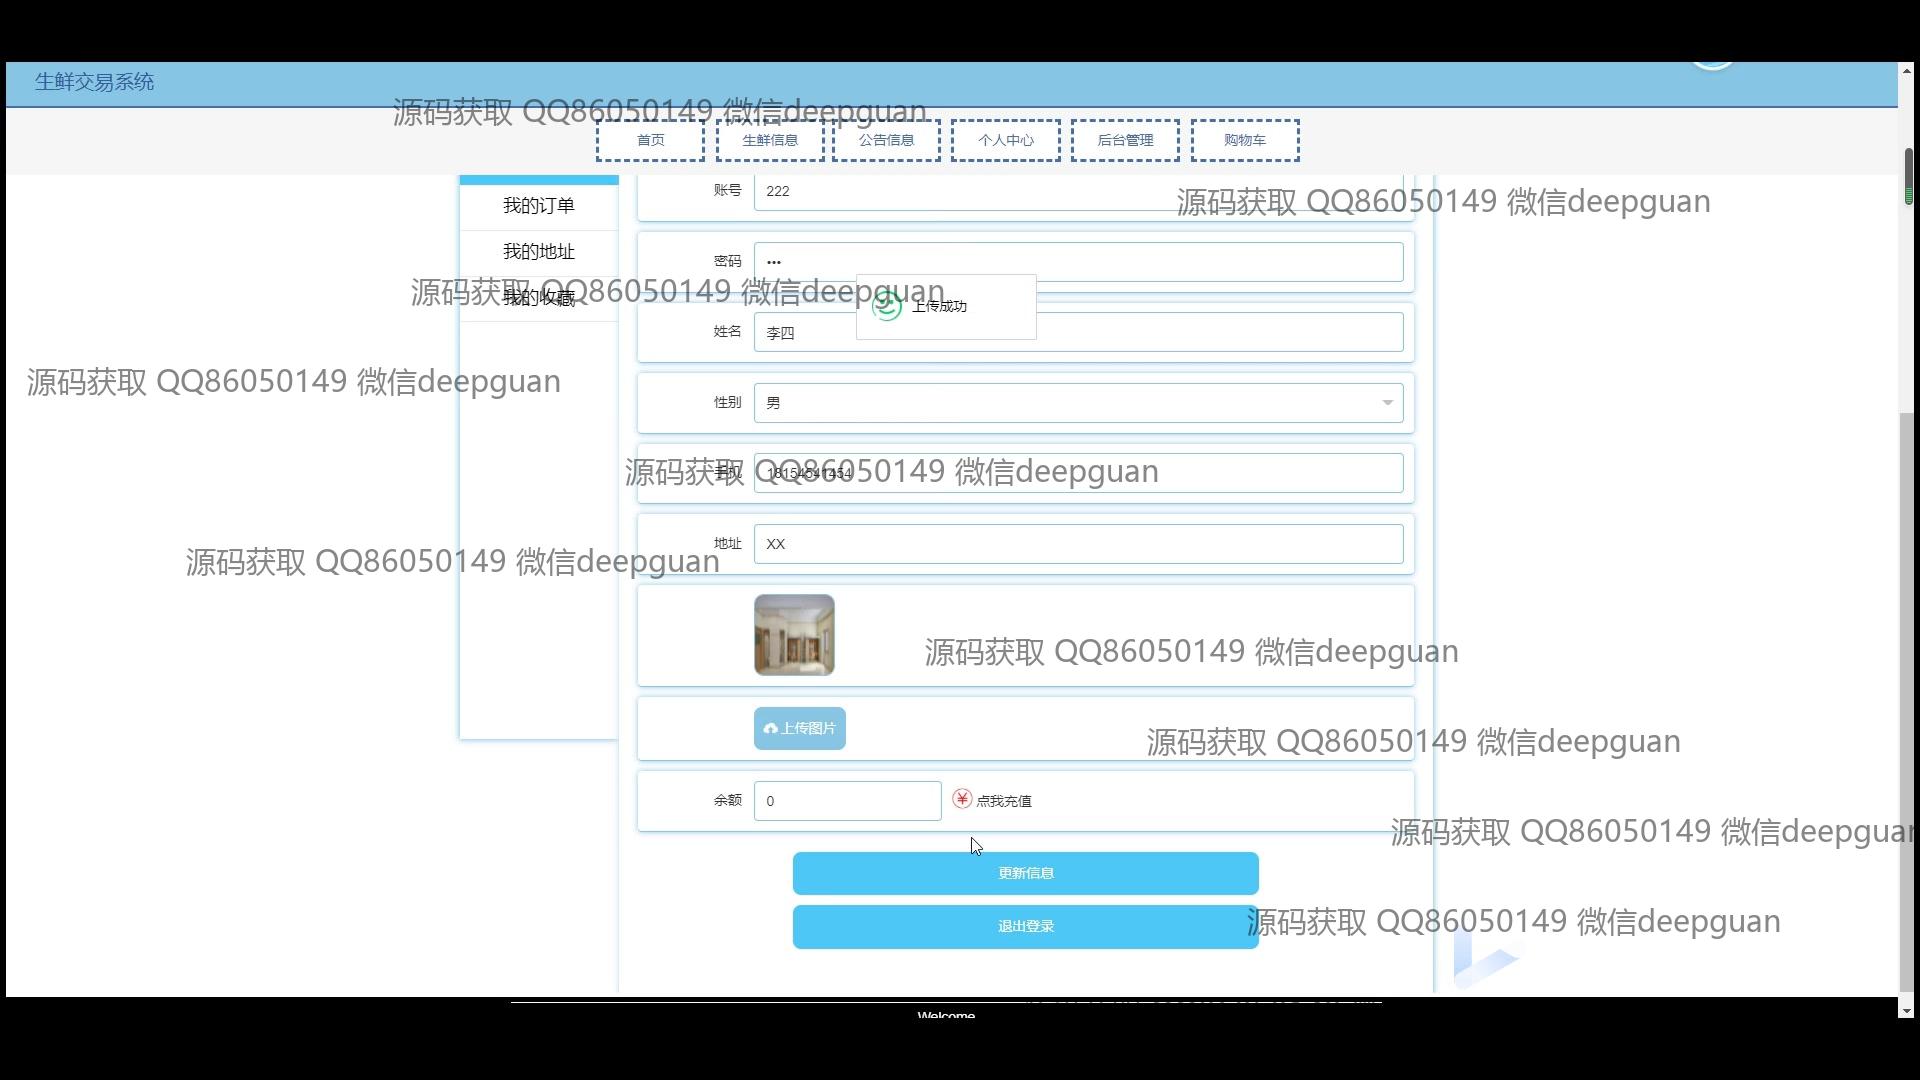 生鲜交易系统
源码获取 QQ86050149 微信deepguan
首页 生鲜信息 公告信息 个人中心 后台管理 购物车
账号 222
源码获取 QQ86050149 微信deepguan
我的订单
我的地址
密码 •••
源码获取 QQ86050149 微信deepguan
我的收藏
上传成功
姓名 李四
源码获取 QQ86050149 微信deepguan
性别 男
手机 18154541454
源码获取 QQ86050149 微信deepguan
地址 XX
源码获取 QQ86050149 微信deepguan
源码获取 QQ86050149 微信deepguan
上传图片
源码获取 QQ86050149 微信deepguan
余额 0 点我充值
源码获取 QQ86050149 微信deepguan
更新信息
退出登录
源码获取 QQ86050149 微信deepguan
Welcome